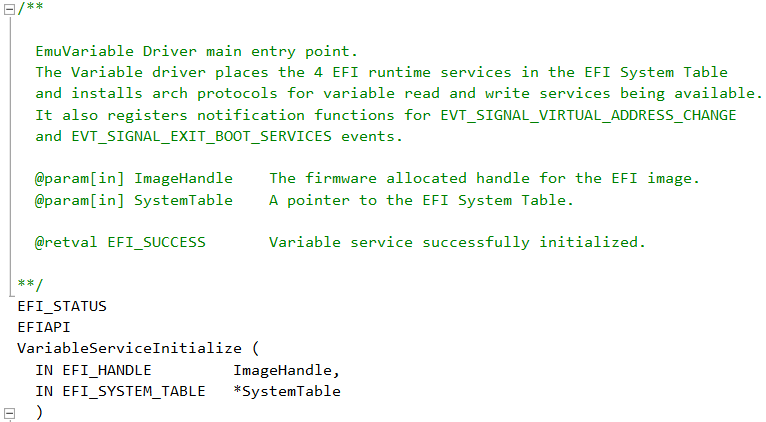 /**

  EmuVariable Driver main entry point.
  The Variable driver places the 4 EFI runtime services in the EFI System Table
  and installs arch protocols for variable read and write services being available.
  It also registers notification functions for EVT_SIGNAL_VIRTUAL_ADDRESS_CHANGE
  and EVT_SIGNAL_EXIT_BOOT_SERVICES events.

  @param[in] ImageHandle    The firmware allocated handle for the EFI image.
  @param[in] SystemTable    A pointer to the EFI System Table.

  @retval EFI_SUCCESS       Variable service successfully initialized.

**/
EFI_STATUS
EFIAPI
VariableServiceInitialize (
  IN EFI_HANDLE         ImageHandle,
  IN EFI_SYSTEM_TABLE   *SystemTable
  )